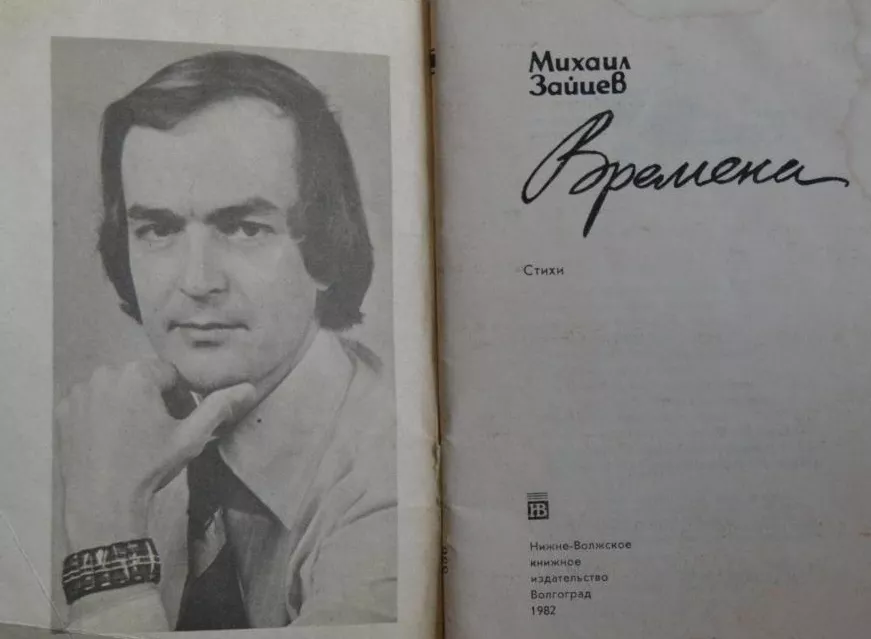 Михаил
Зайцев
Времена
Стихи
НВ
Нижне-Волжское
книжное
издательство
Волгоград
1982